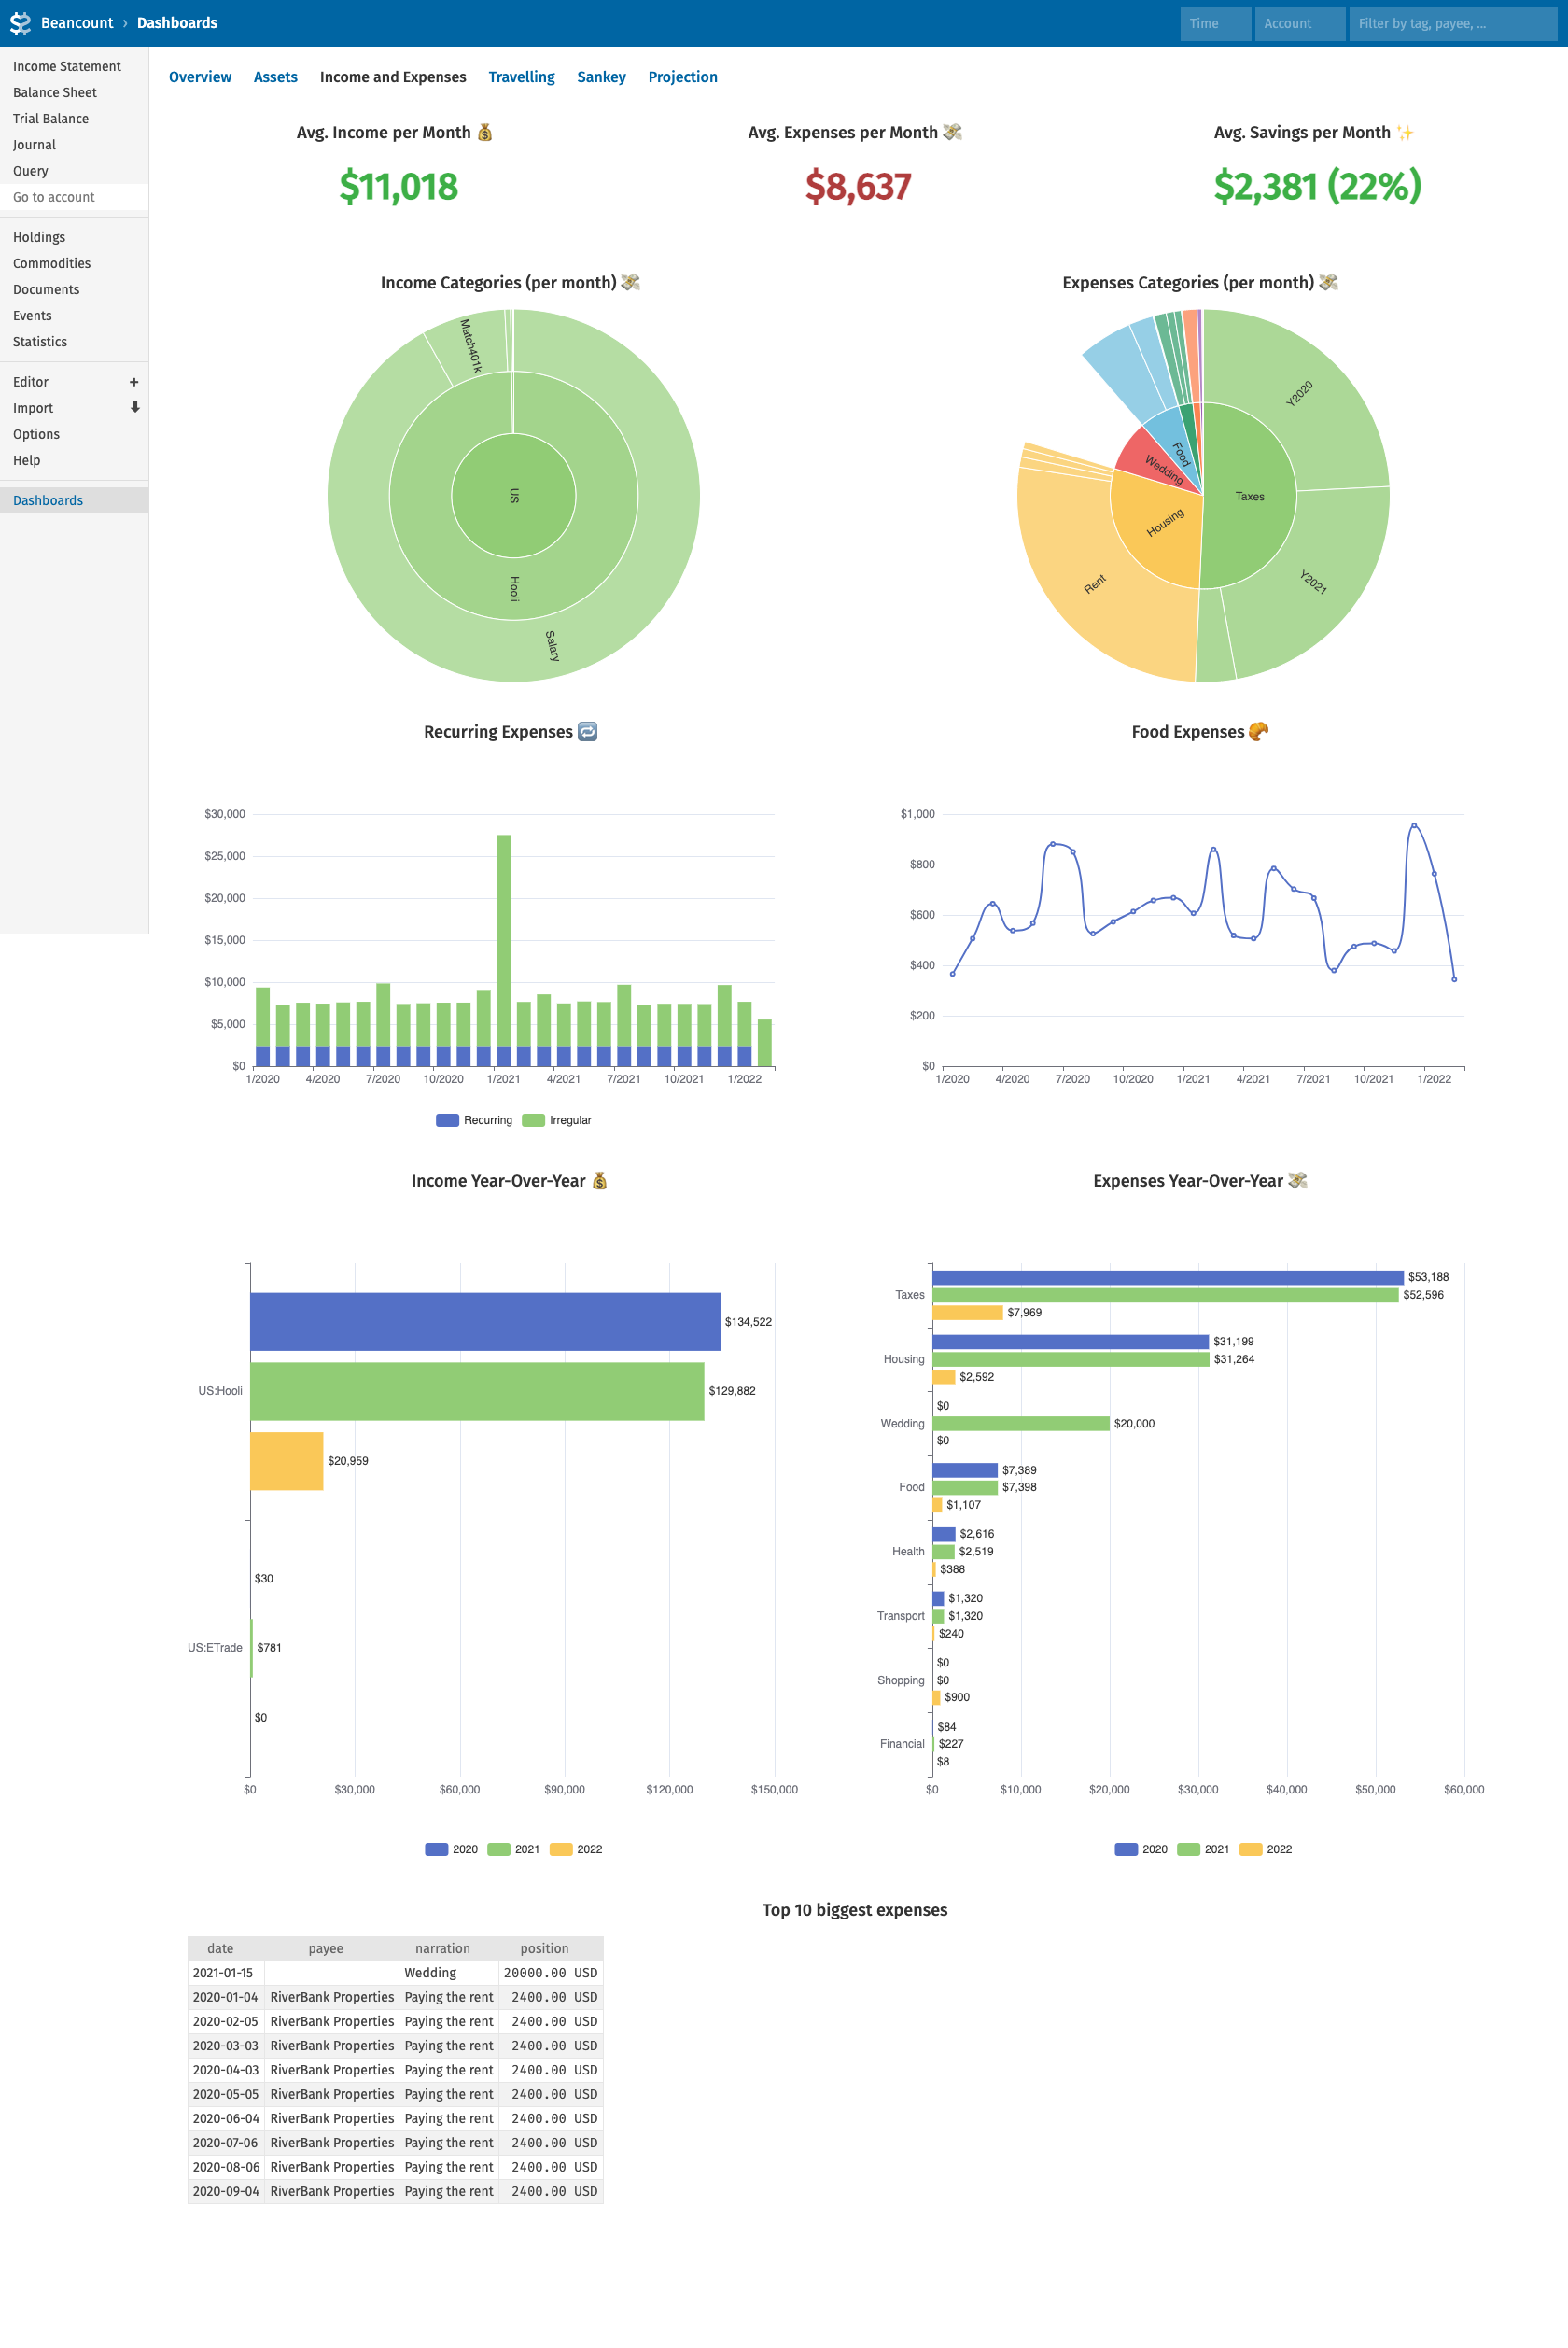 Beancount › Dashboards
Time
Account
Filter by tag, payee, ...
Income Statement
Balance Sheet
Trial Balance
Journal
Query
Go to account
Holdings
Commodities
Documents
Events
Statistics
Editor +
Import
Options
Help
Dashboards
Overview Assets Income and Expenses Travelling Sankey Projection
Avg. Income per Month 💰
$11,018
Avg. Expenses per Month 💸
$8,637
Avg. Savings per Month ✨
$2,381 (22%)
Income Categories (per month) 💸
Match401k
US
Hooli
Salary
Expenses Categories (per month) 💸
Y2020
Food
Wedding
Taxes
Housing
Rent
Y2021
Recurring Expenses 🔁
$30,000
$25,000
$20,000
$15,000
$10,000
$5,000
$0
1/2020 4/2020 7/2020 10/2020 1/2021 4/2021 7/2021 10/2021 1/2022
Recurring Irregular
Food Expenses 🥐
$1,000
$800
$600
$400
$200
$0
1/2020 4/2020 7/2020 10/2020 1/2021 4/2021 7/2021 10/2021 1/2022
Income Year-Over-Year 💰
$134,522
US:Hooli $129,882
$20,959
$30
US:ETrade $781
$0
$0 $30,000 $60,000 $90,000 $120,000 $150,000
2020 2021 2022
Expenses Year-Over-Year 💸
$53,188
Taxes $52,596
$7,969
$31,199
Housing $31,264
$2,592
$0
Wedding $20,000
$0
$7,389
Food $7,398
$1,107
$2,616
Health $2,519
$388
$1,320
Transport $1,320
$240
$0
Shopping $0
$900
$84
Financial $227
$8
$0 $10,000 $20,000 $30,000 $40,000 $50,000 $60,000
2020 2021 2022
Top 10 biggest expenses
date payee narration position
2021-01-15 Wedding 20000.00 USD
2020-01-04 RiverBank Properties Paying the rent 2400.00 USD
2020-02-05 RiverBank Properties Paying the rent 2400.00 USD
2020-03-03 RiverBank Properties Paying the rent 2400.00 USD
2020-04-03 RiverBank Properties Paying the rent 2400.00 USD
2020-05-05 RiverBank Properties Paying the rent 2400.00 USD
2020-06-04 RiverBank Properties Paying the rent 2400.00 USD
2020-07-06 RiverBank Properties Paying the rent 2400.00 USD
2020-08-06 RiverBank Properties Paying the rent 2400.00 USD
2020-09-04 RiverBank Properties Paying the rent 2400.00 USD